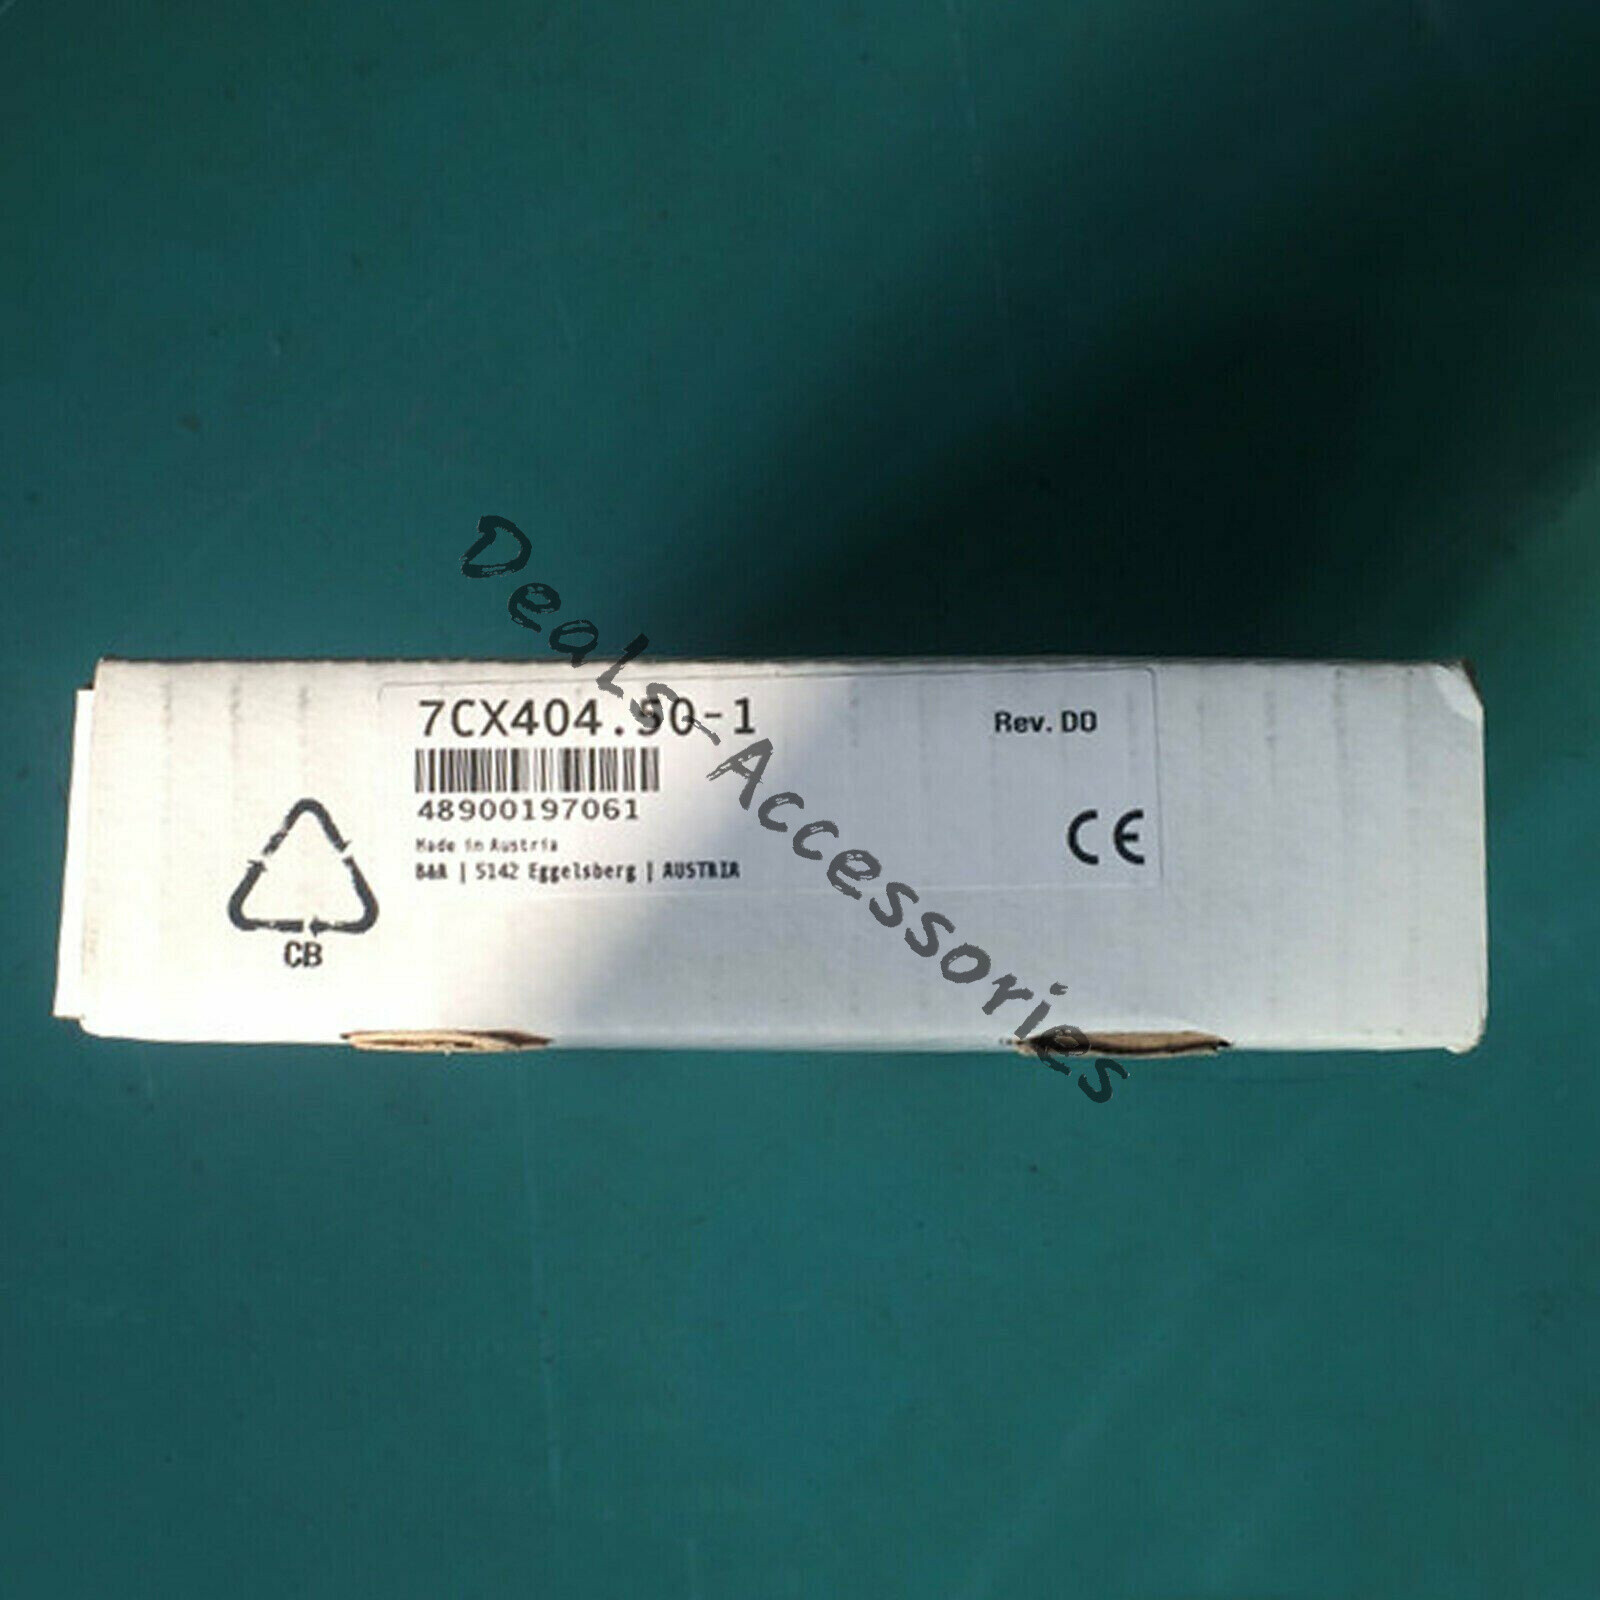 7CX404.50-1
Rev. D0
48900197061
Made in Austria
B&R | 5142 Eggelsberg | AUSTRIA
CE
CB
Deals-Accessories